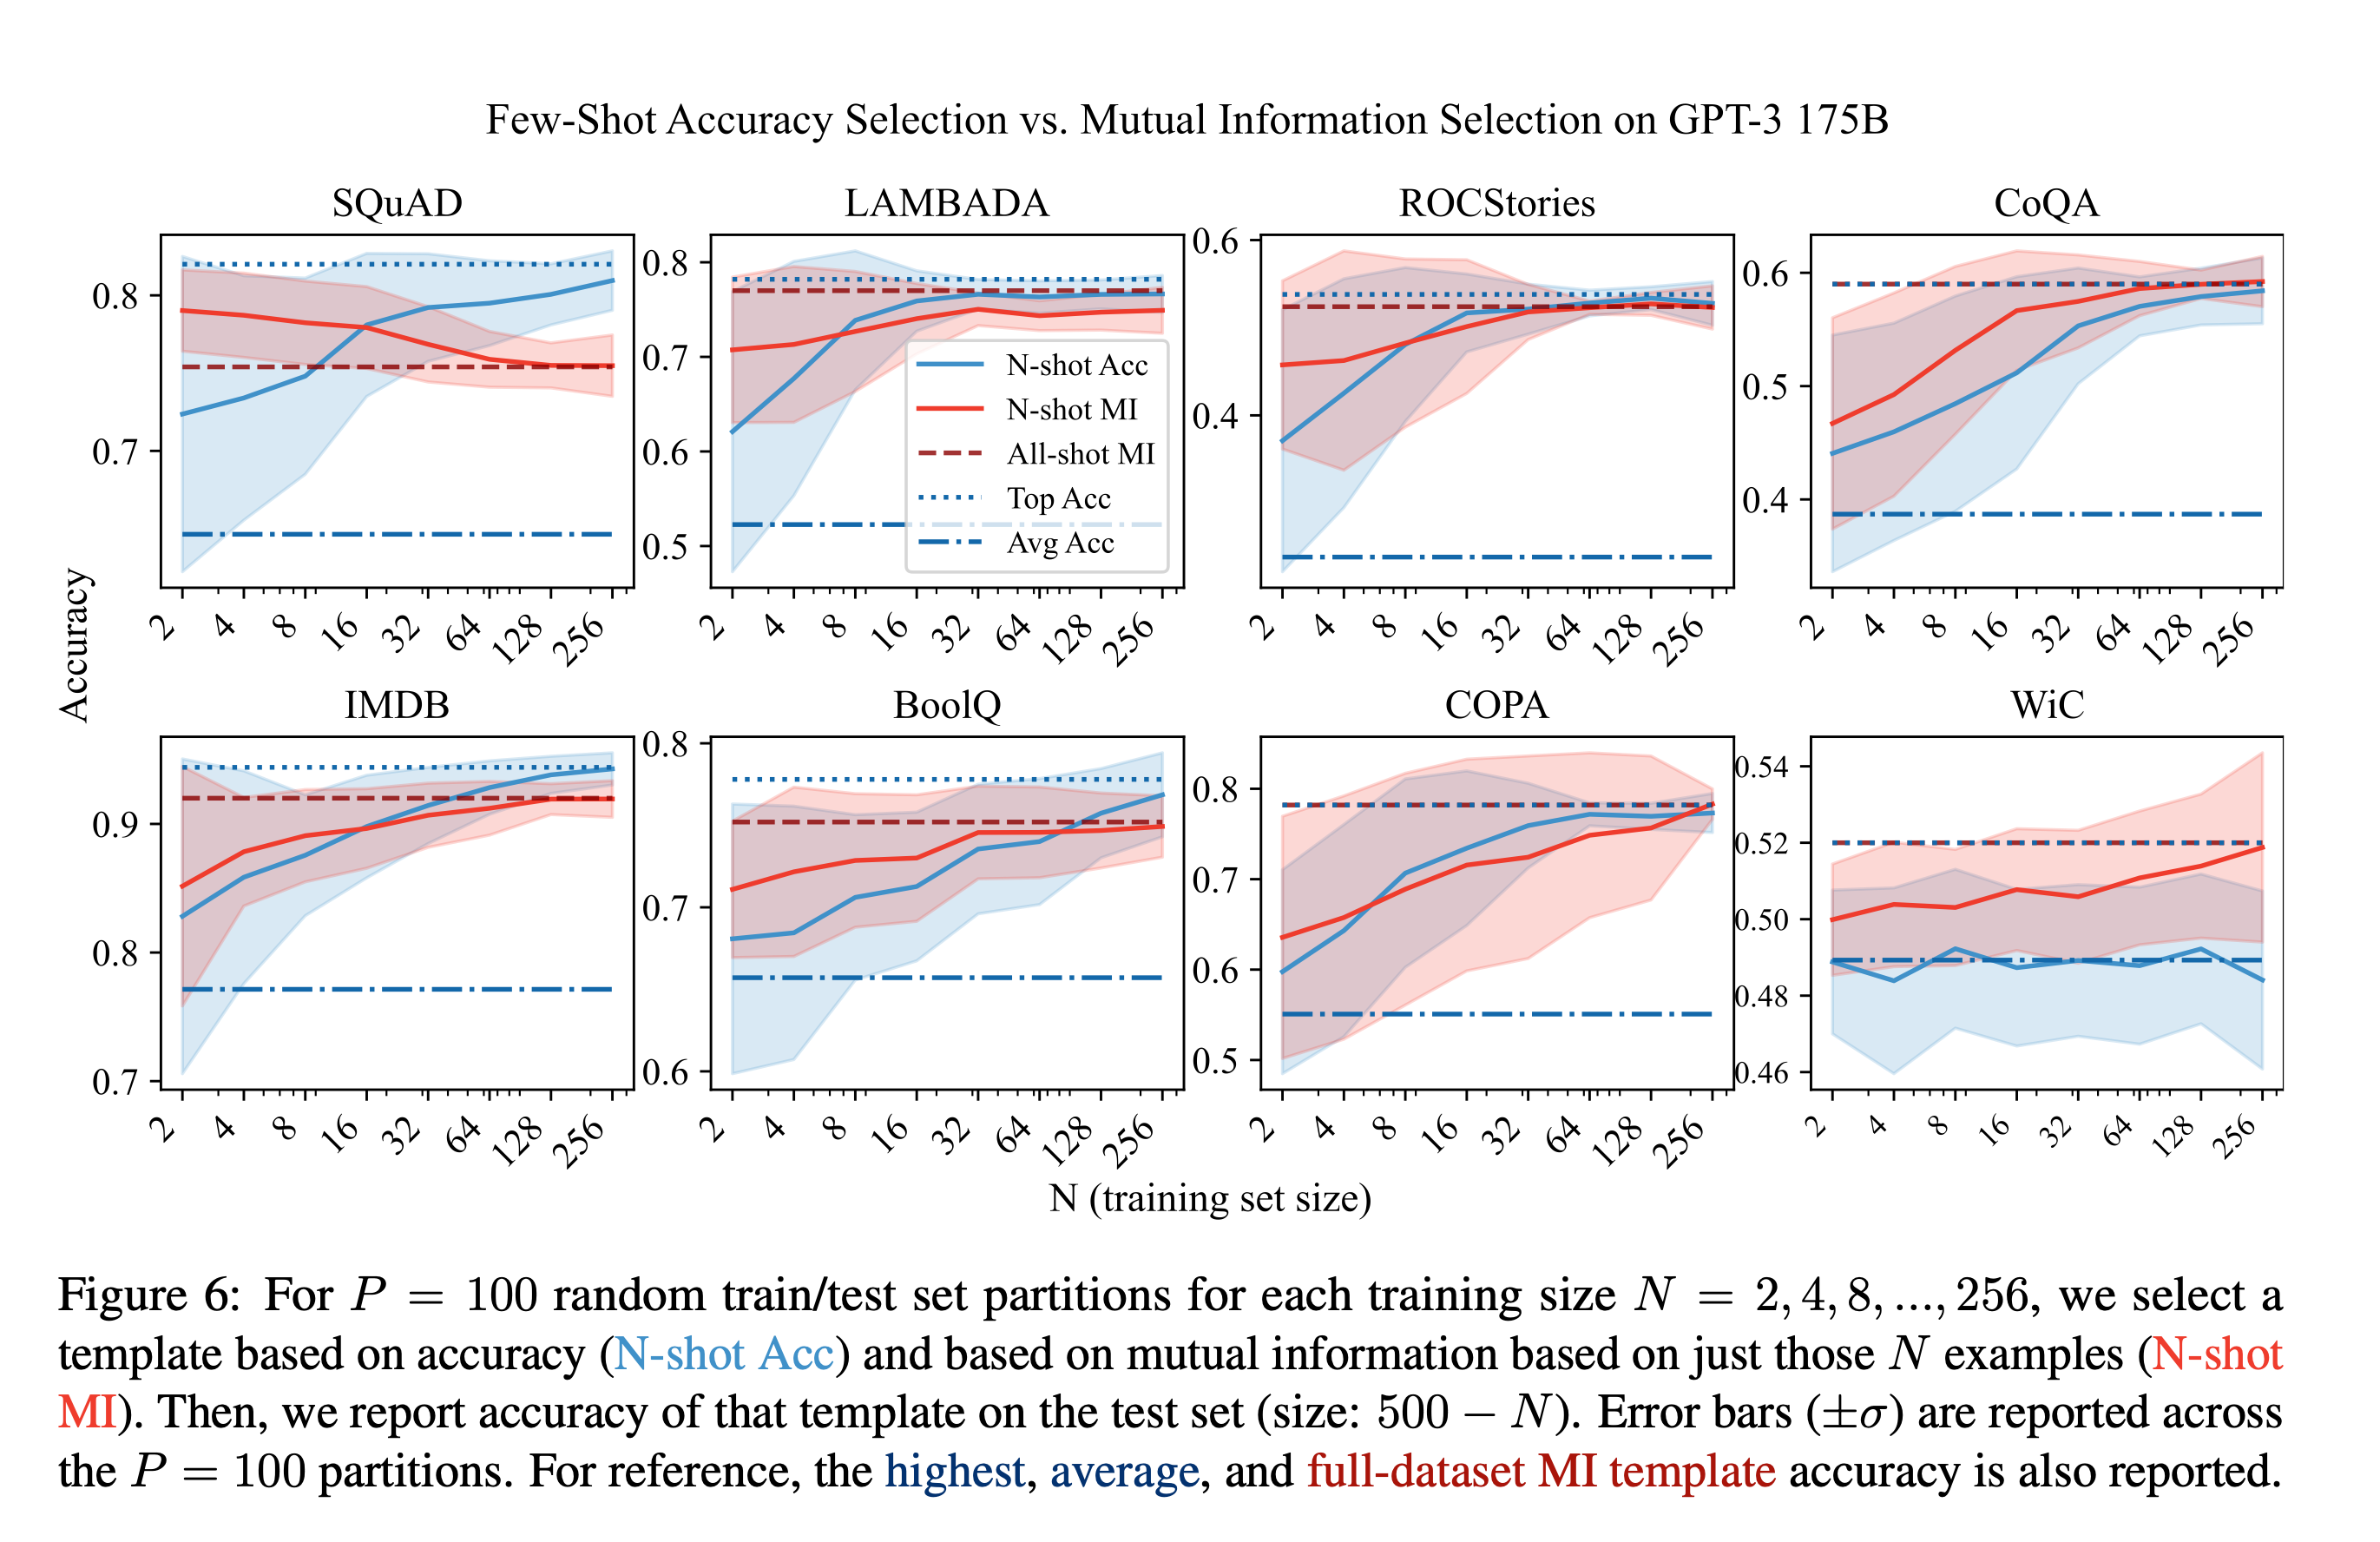 Few-Shot Accuracy Selection vs. Mutual Information Selection on GPT-3 175B
SQuAD
0.8
0.7
2 4 8 16 32 64 128 256
LAMBADA
0.8
0.7
0.6
0.5
N-shot Acc
N-shot MI
All-shot MI
Top Acc
Avg Acc
2 4 8 16 32 64 128 256
ROCStories
0.6
0.4
2 4 8 16 32 64 128 256
CoQA
0.6
0.5
0.4
2 4 8 16 32 64 128 256
Accuracy
IMDB
0.9
0.8
0.7
2 4 8 16 32 64 128 256
BoolQ
0.8
0.7
0.6
2 4 8 16 32 64 128 256
COPA
0.8
0.7
0.6
0.5
2 4 8 16 32 64 128 256
WiC
0.54
0.52
0.50
0.48
0.46
2 4 8 16 32 64 128 256
N (training set size)
Figure 6: For P = 100 random train/test set partitions for each training size N = 2, 4, 8, ..., 256, we select a
template based on accuracy (N-shot Acc) and based on mutual information based on just those N examples (N-shot
MI). Then, we report accuracy of that template on the test set (size: 500 − N). Error bars (±σ) are reported across
the P = 100 partitions. For reference, the highest, average, and full-dataset MI template accuracy is also reported.